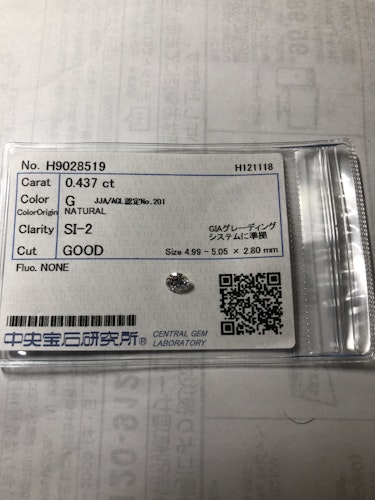 No. H9028519 H121118
Carat 0.437 ct
Color G JJA/AGL認定No.201
ColorOrigin NATURAL
Clarity SI-2 GIAグレーディング
システムに準拠
Cut GOOD Size 4.99 - 5.05 × 2.80 mm
Fluo. NONE
中央宝石研究所® CENTRAL GEM
LABORATORY